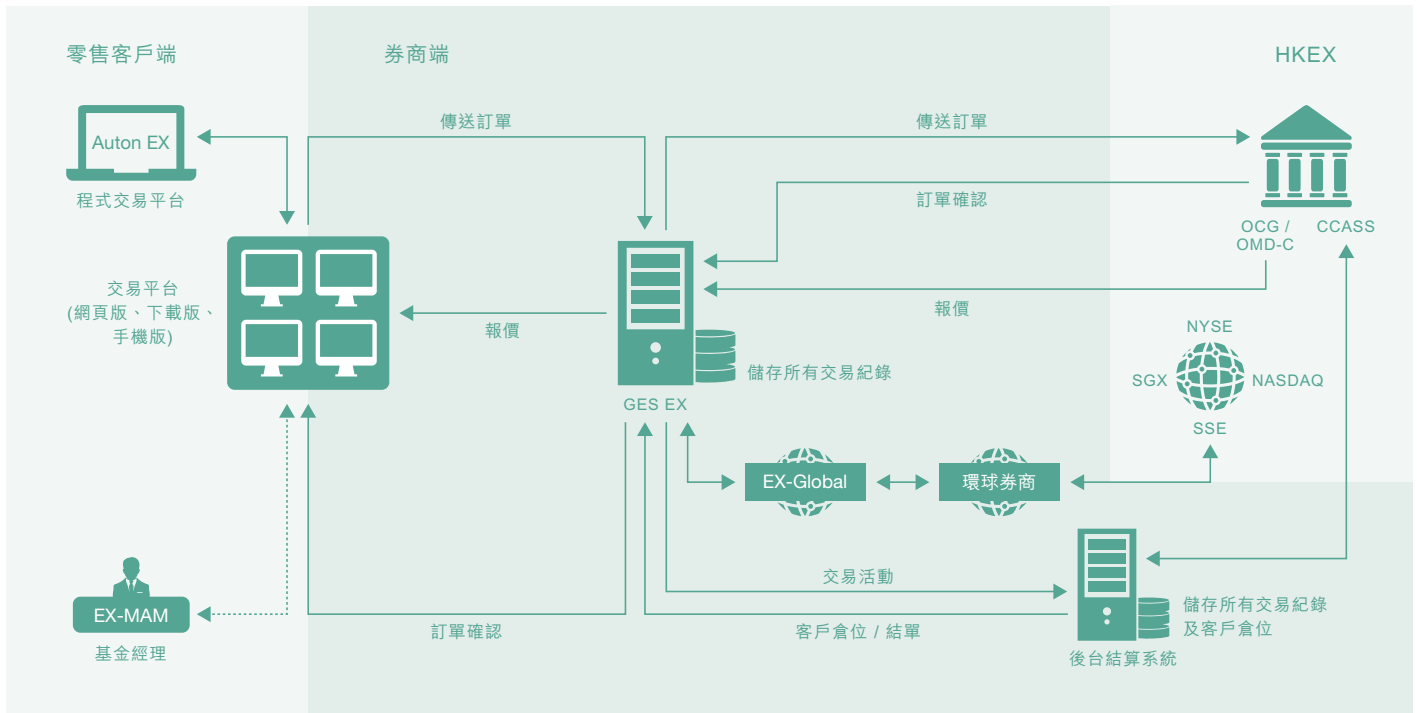 零售客戶端
券商端
HKEX
Auton EX
程式交易平台
傳送訂單
傳送訂單
訂單確認
OCG /
OMD-C
CCASS
交易平台
(網頁版、下載版、
手機版)
報價
報價
儲存所有交易紀錄
GES EX
NYSE
SGX
NASDAQ
SSE
EX-Global
環球券商
交易活動
客戶倉位 / 結單
訂單確認
EX-MAM
基金經理
儲存所有交易紀錄
及客戶倉位
後台結算系統